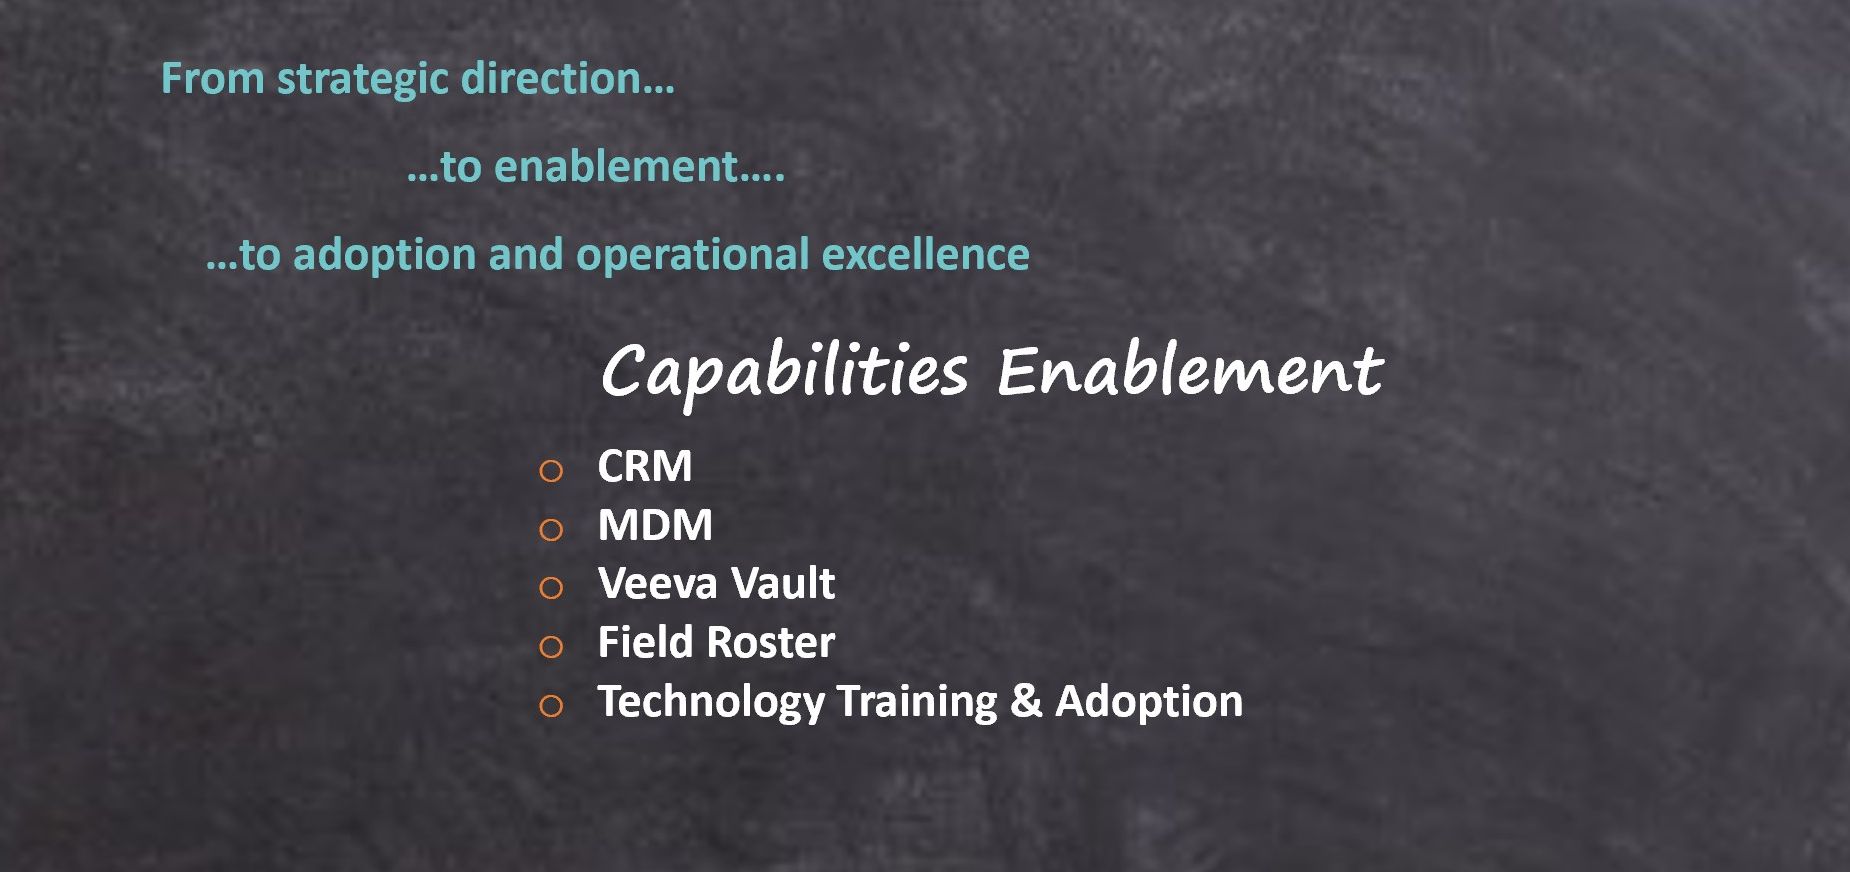 From strategic direction…
…to enablement….
…to adoption and operational excellence
Capabilities Enablement
o CRM
o MDM
o Veeva Vault
o Field Roster
o Technology Training & Adoption